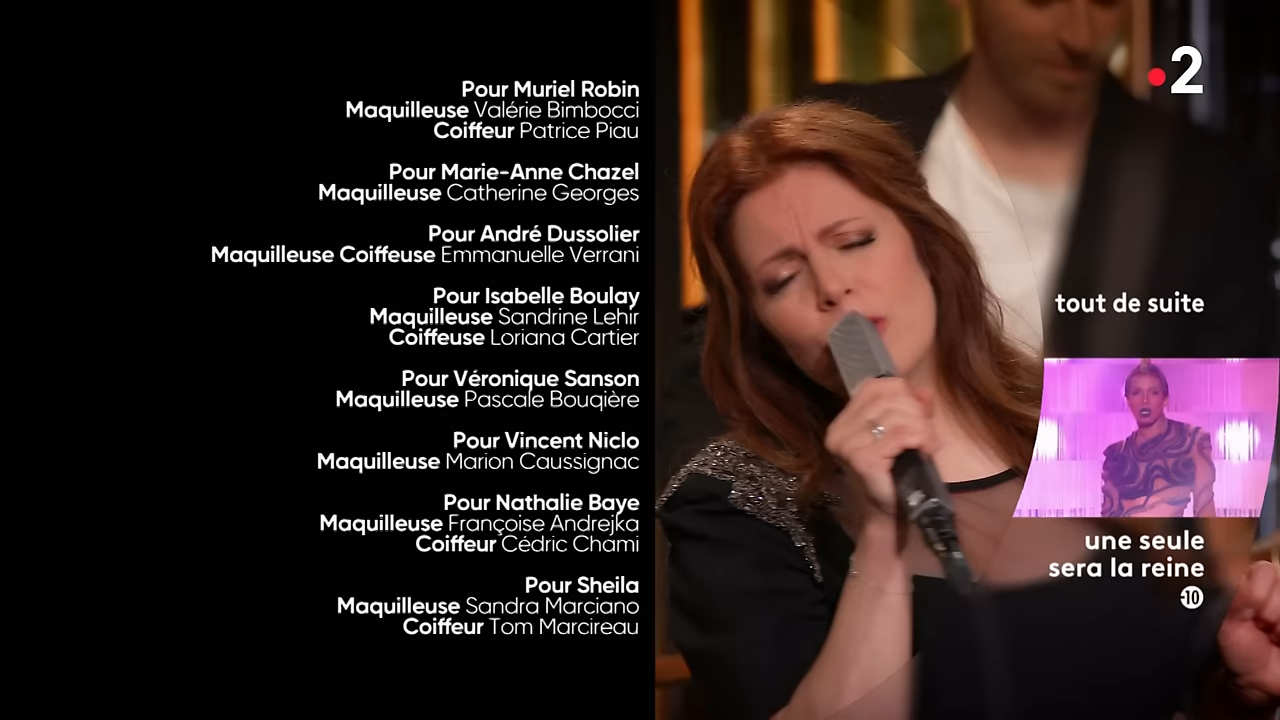 Pour Muriel Robin
Maquilleuse Valérie Bimbocci
Coiffeur Patrice Piau
Pour Marie-Anne Chazel
Maquilleuse Catherine Georges
Pour André Dussolier
Maquilleuse Coiffeuse Emmanuelle Verrani
Pour Isabelle Boulay
Maquilleuse Sandrine Lehir
Coiffeuse Loriana Cartier
Pour Véronique Sanson
Maquilleuse Pascale Bouqière
Pour Vincent Niclo
Maquilleuse Marion Caussignac
Pour Nathalie Baye
Maquilleuse Françoise Andrejka
Coiffeur Cédric Chami
Pour Sheila
Maquilleuse Sandra Marciano
Coiffeur Tom Marcireau
2
tout de suite
une seule
sera la reine
-10